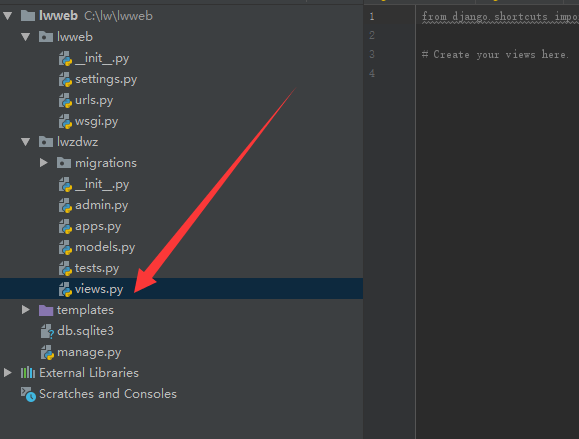 lwweb C:\lw\lwweb
lwweb
__init__.py
settings.py
urls.py
wsgi.py
lwzdwz
migrations
__init__.py
admin.py
apps.py
models.py
tests.py
views.py
templates
db.sqlite3
manage.py
External Libraries
Scratches and Consoles
1 from django.shortcuts impo
2
3 # Create your views here.
4